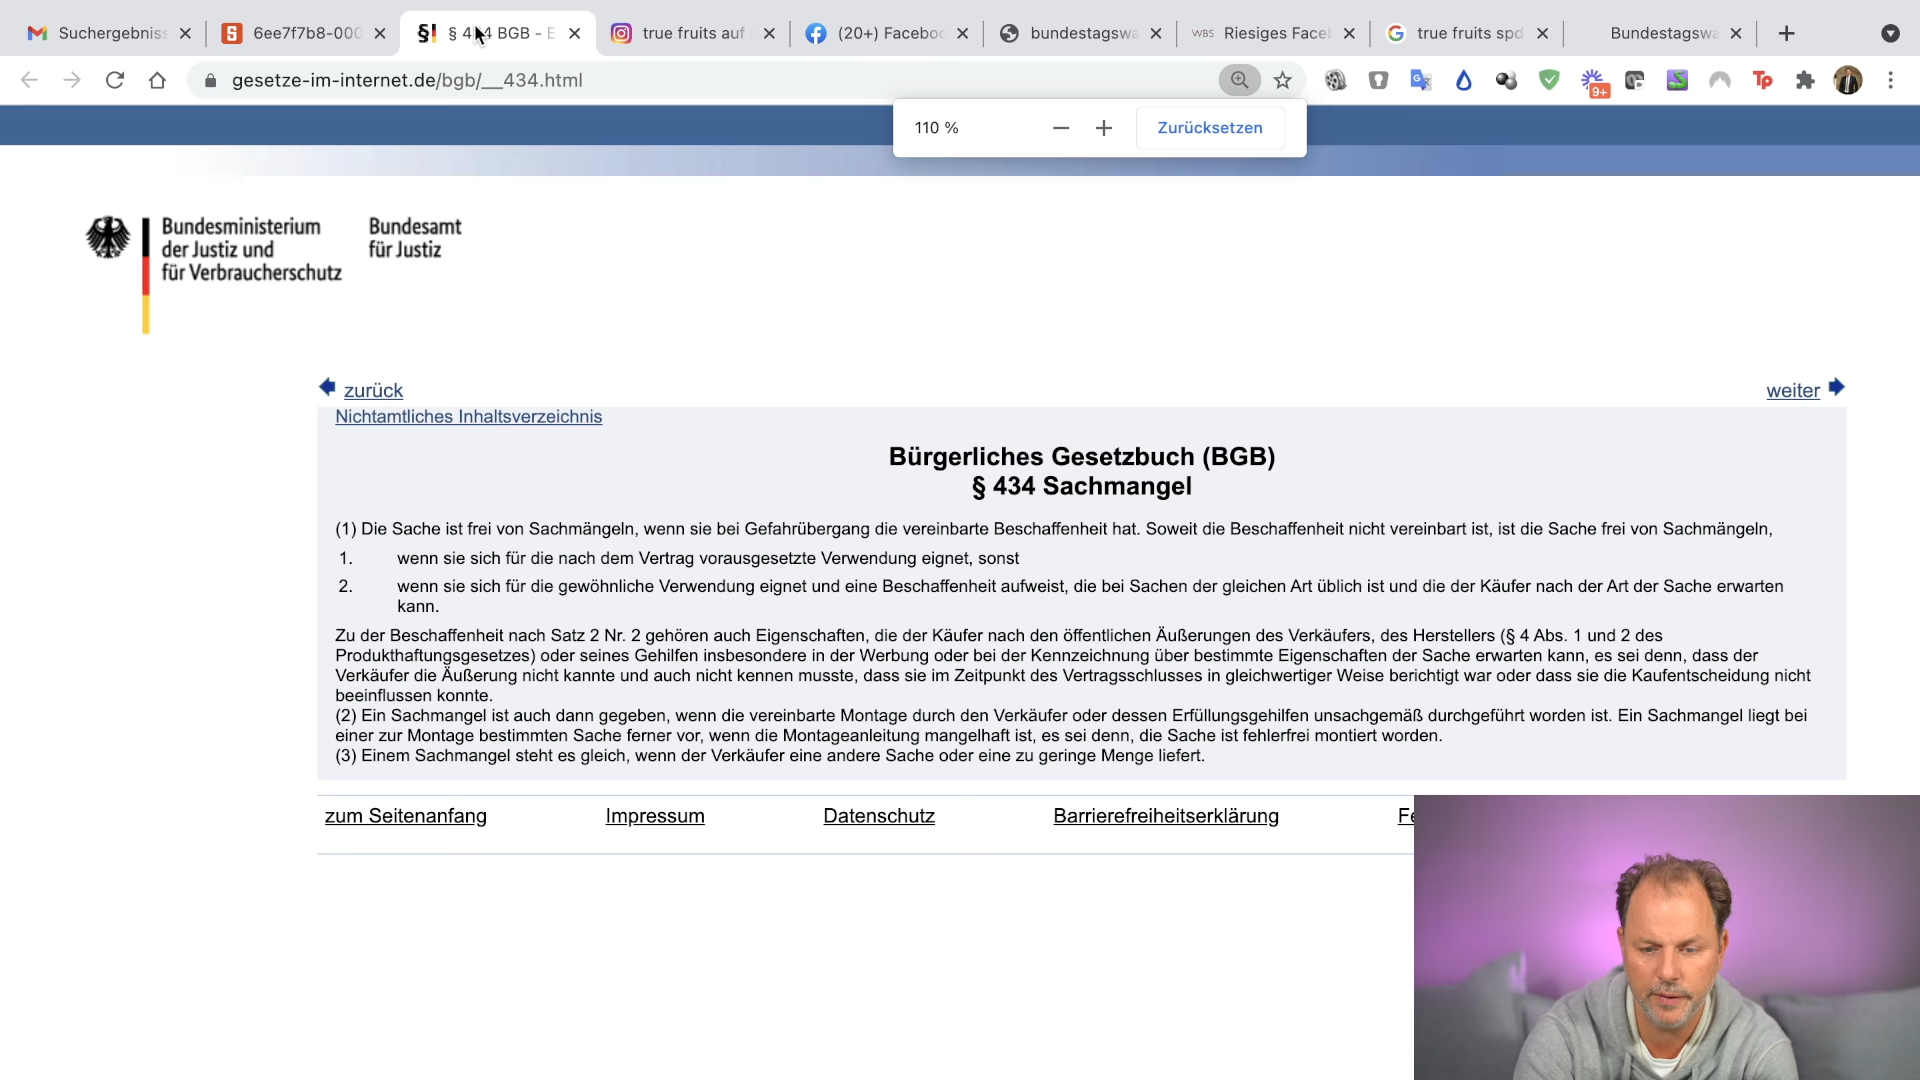 Suchergebniss
6ee7f7b8-000
BGB - E
true fruits auf
(20+) Faceboo
bundestagswa
WBS Riesiges Face
true fruits spd
Bundestagswa
gesetze-im-internet.de/bgb/__434.html
9+
110 %
Zurücksetzen
Bundesministerium
der Justiz und
für Verbraucherschutz
Bundesamt
für Justiz
zurück
weiter
Nichtamtliches Inhaltsverzeichnis
Bürgerliches Gesetzbuch (BGB)
§ 434 Sachmangel
(1) Die Sache ist frei von Sachmängeln, wenn sie bei Gefahrübergang die vereinbarte Beschaffenheit hat. Soweit die Beschaffenheit nicht vereinbart ist, ist die Sache frei von Sachmängeln,
1. wenn sie sich für die nach dem Vertrag vorausgesetzte Verwendung eignet, sonst
2. wenn sie sich für die gewöhnliche Verwendung eignet und eine Beschaffenheit aufweist, die bei Sachen der gleichen Art üblich ist und die der Käufer nach der Art der Sache erwarten
kann.
Zu der Beschaffenheit nach Satz 2 Nr. 2 gehören auch Eigenschaften, die der Käufer nach den öffentlichen Äußerungen des Verkäufers, des Herstellers (§ 4 Abs. 1 und 2 des
Produkthaftungsgesetzes) oder seines Gehilfen insbesondere in der Werbung oder bei der Kennzeichnung über bestimmte Eigenschaften der Sache erwarten kann, es sei denn, dass der
Verkäufer die Äußerung nicht kannte und auch nicht kennen musste, dass sie im Zeitpunkt des Vertragsschlusses in gleichwertiger Weise berichtigt war oder dass sie die Kaufentscheidung nicht
beeinflussen konnte.
(2) Ein Sachmangel ist auch dann gegeben, wenn die vereinbarte Montage durch den Verkäufer oder dessen Erfüllungsgehilfen unsachgemäß durchgeführt worden ist. Ein Sachmangel liegt bei
einer zur Montage bestimmten Sache ferner vor, wenn die Montageanleitung mangelhaft ist, es sei denn, die Sache ist fehlerfrei montiert worden.
(3) Einem Sachmangel steht es gleich, wenn der Verkäufer eine andere Sache oder eine zu geringe Menge liefert.
zum Seitenanfang
Impressum
Datenschutz
Barrierefreiheitserklärung